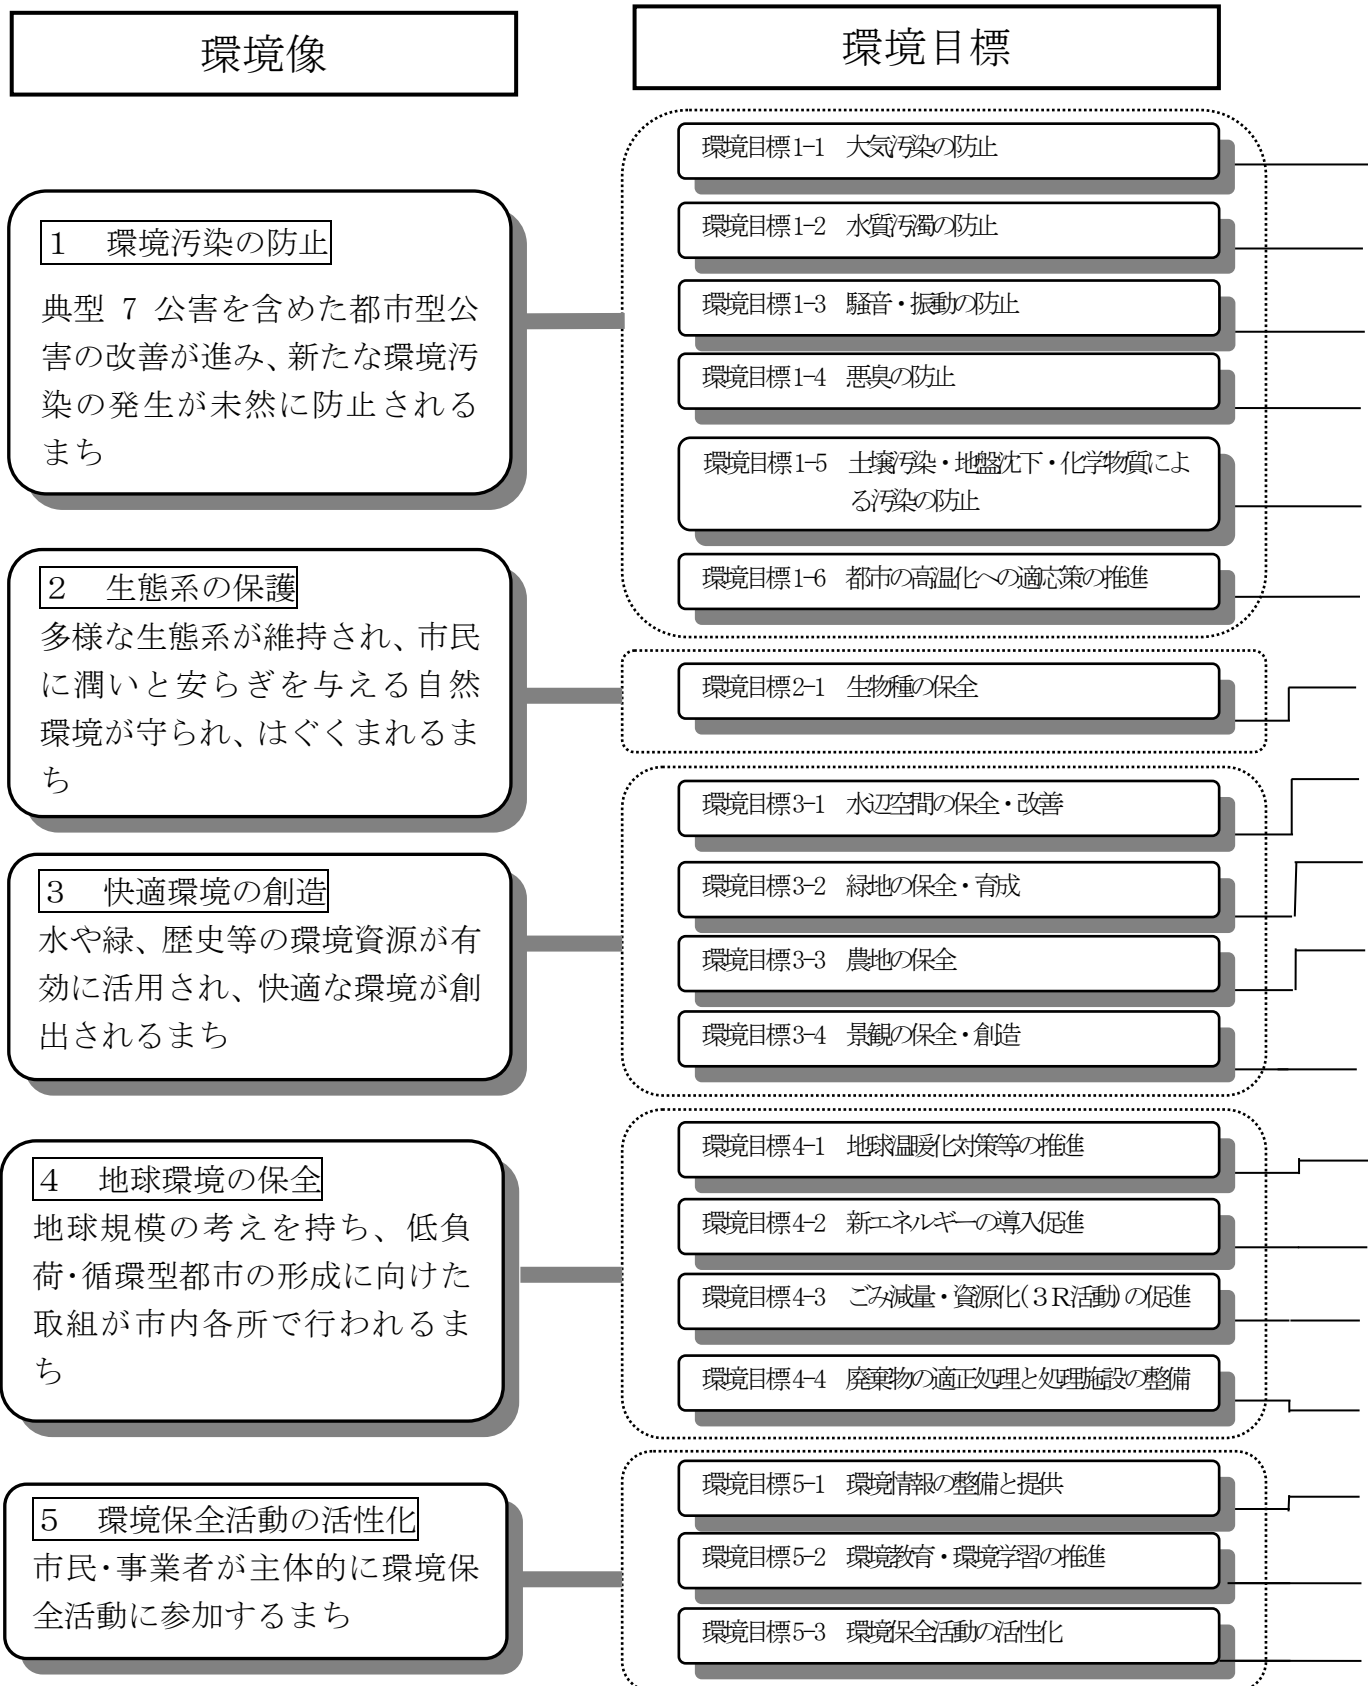 環境像
環境目標
1　環境汚染の防止
典型 7 公害を含めた都市型公
害の改善が進み、新たな環境汚
染の発生が未然に防止される
まち
2　生態系の保護
多様な生態系が維持され、市民
に潤いと安らぎを与える自然
環境が守られ、はぐくまれるま
ち
3　快適環境の創造
水や緑、歴史等の環境資源が有
効に活用され、快適な環境が創
出されるまち
4　地球環境の保全
地球規模の考えを持ち、低負
荷・循環型都市の形成に向けた
取組が市内各所で行われるま
ち
5　環境保全活動の活性化
市民・事業者が主体的に環境保
全活動に参加するまち
環境目標1-1　大気汚染の防止
環境目標1-2　水質汚濁の防止
環境目標1-3　騒音・振動の防止
環境目標1-4　悪臭の防止
環境目標1-5　土壌汚染・地盤沈下・化学物質によ
る汚染の防止
環境目標1-6　都市の高温化への適応策の推進
環境目標2-1　生物種の保全
環境目標3-1　水辺空間の保全・改善
環境目標3-2　緑地の保全・育成
環境目標3-3　農地の保全
環境目標3-4　景観の保全・創造
環境目標4-1　地球温暖化対策等の推進
環境目標4-2　新エネルギーの導入促進
環境目標4-3　ごみ減量・資源化(３Ｒ活動)の促進
環境目標4-4　廃棄物の適正処理と処理施設の整備
環境目標5-1　環境情報の整備と提供
環境目標5-2　環境教育・環境学習の推進
環境目標5-3　環境保全活動の活性化